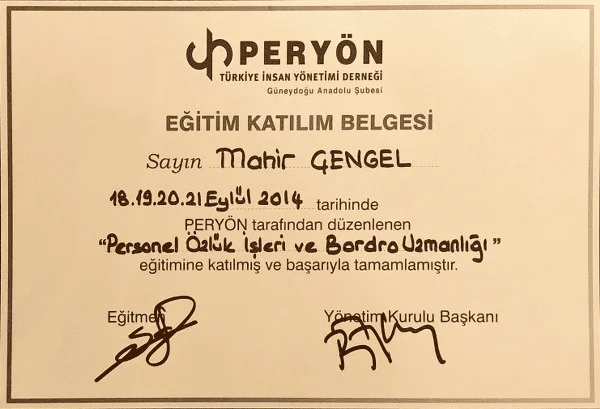 PERYÖN
TÜRKİYE İNSAN YÖNETİMİ DERNEĞİ
Güneydoğu Anadolu Şubesi
EĞİTİM KATILIM BELGESİ
Sayın Mahir GENGEL
18.19.20.21 Eylül 2014 tarihinde
PERYÖN tarafından düzenlenen
“Personel Özlük İşleri ve Bordro Uzmanlığı”
eğitimine katılmış ve başarıyla tamamlamıştır.
Eğitmen Yönetim Kurulu Başkanı